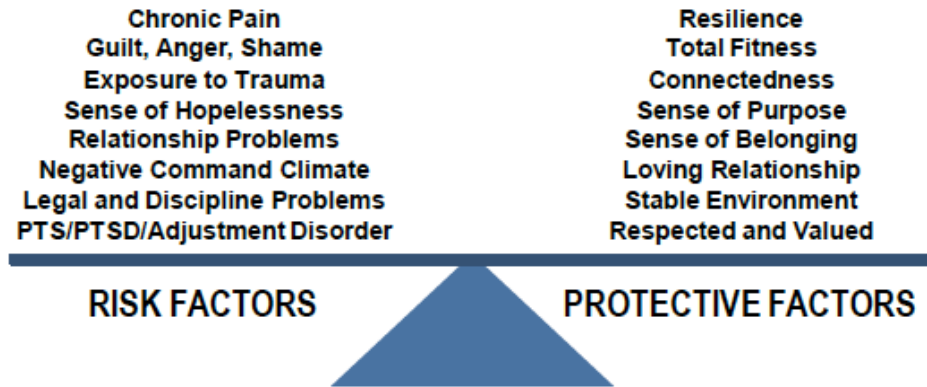 Chronic Pain
Guilt, Anger, Shame
Exposure to Trauma
Sense of Hopelessness
Relationship Problems
Negative Command Climate
Legal and Discipline Problems
PTS/PTSD/Adjustment Disorder
RISK FACTORS
Resilience
Total Fitness
Connectedness
Sense of Purpose
Sense of Belonging
Loving Relationship
Stable Environment
Respected and Valued
PROTECTIVE FACTORS